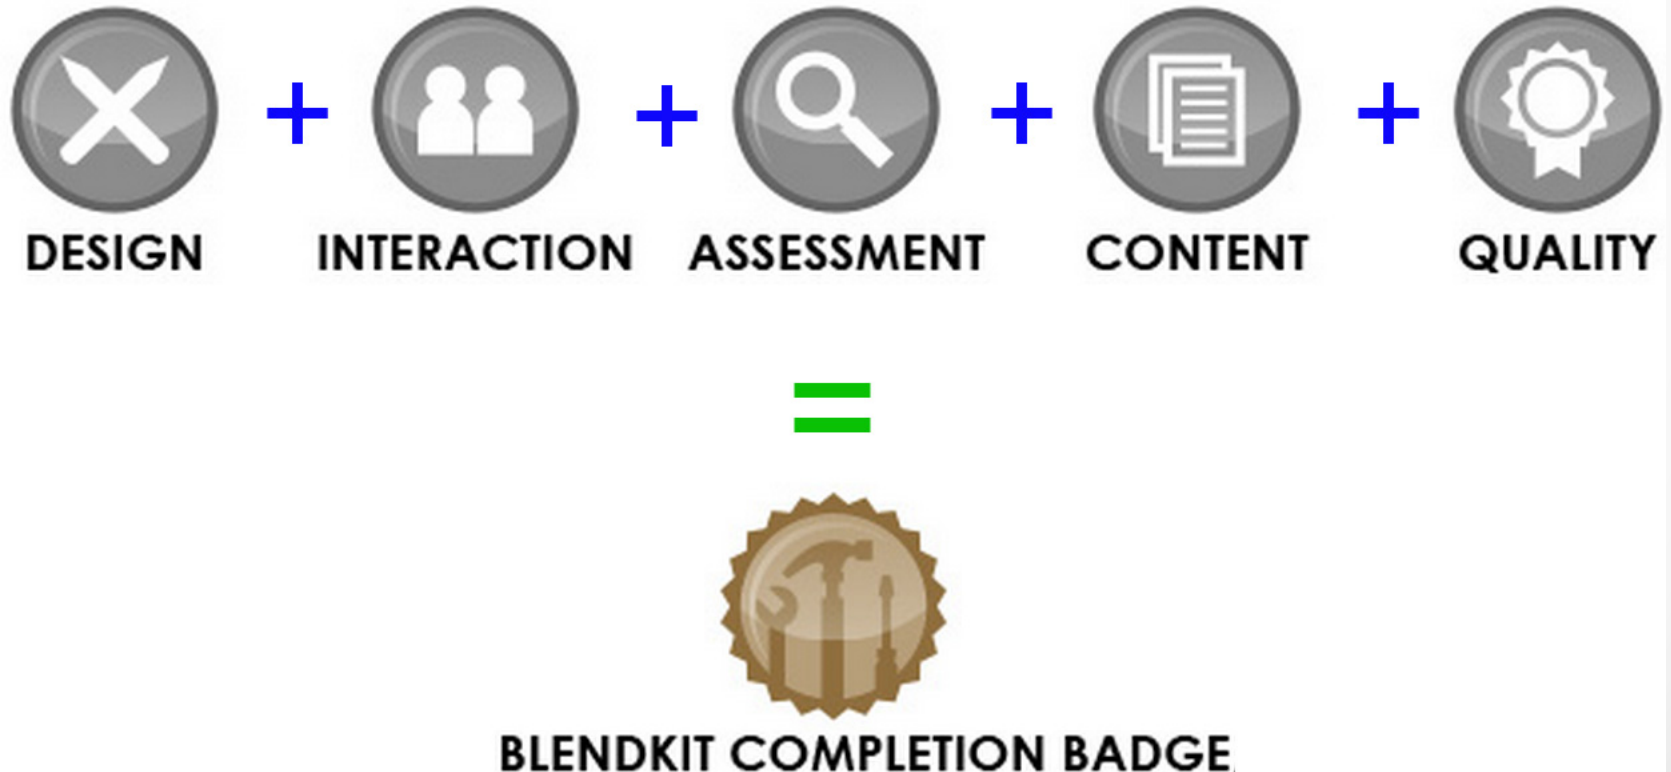 + + + +
DESIGN INTERACTION ASSESSMENT CONTENT QUALITY
=
BLENDKIT COMPLETION BADGE